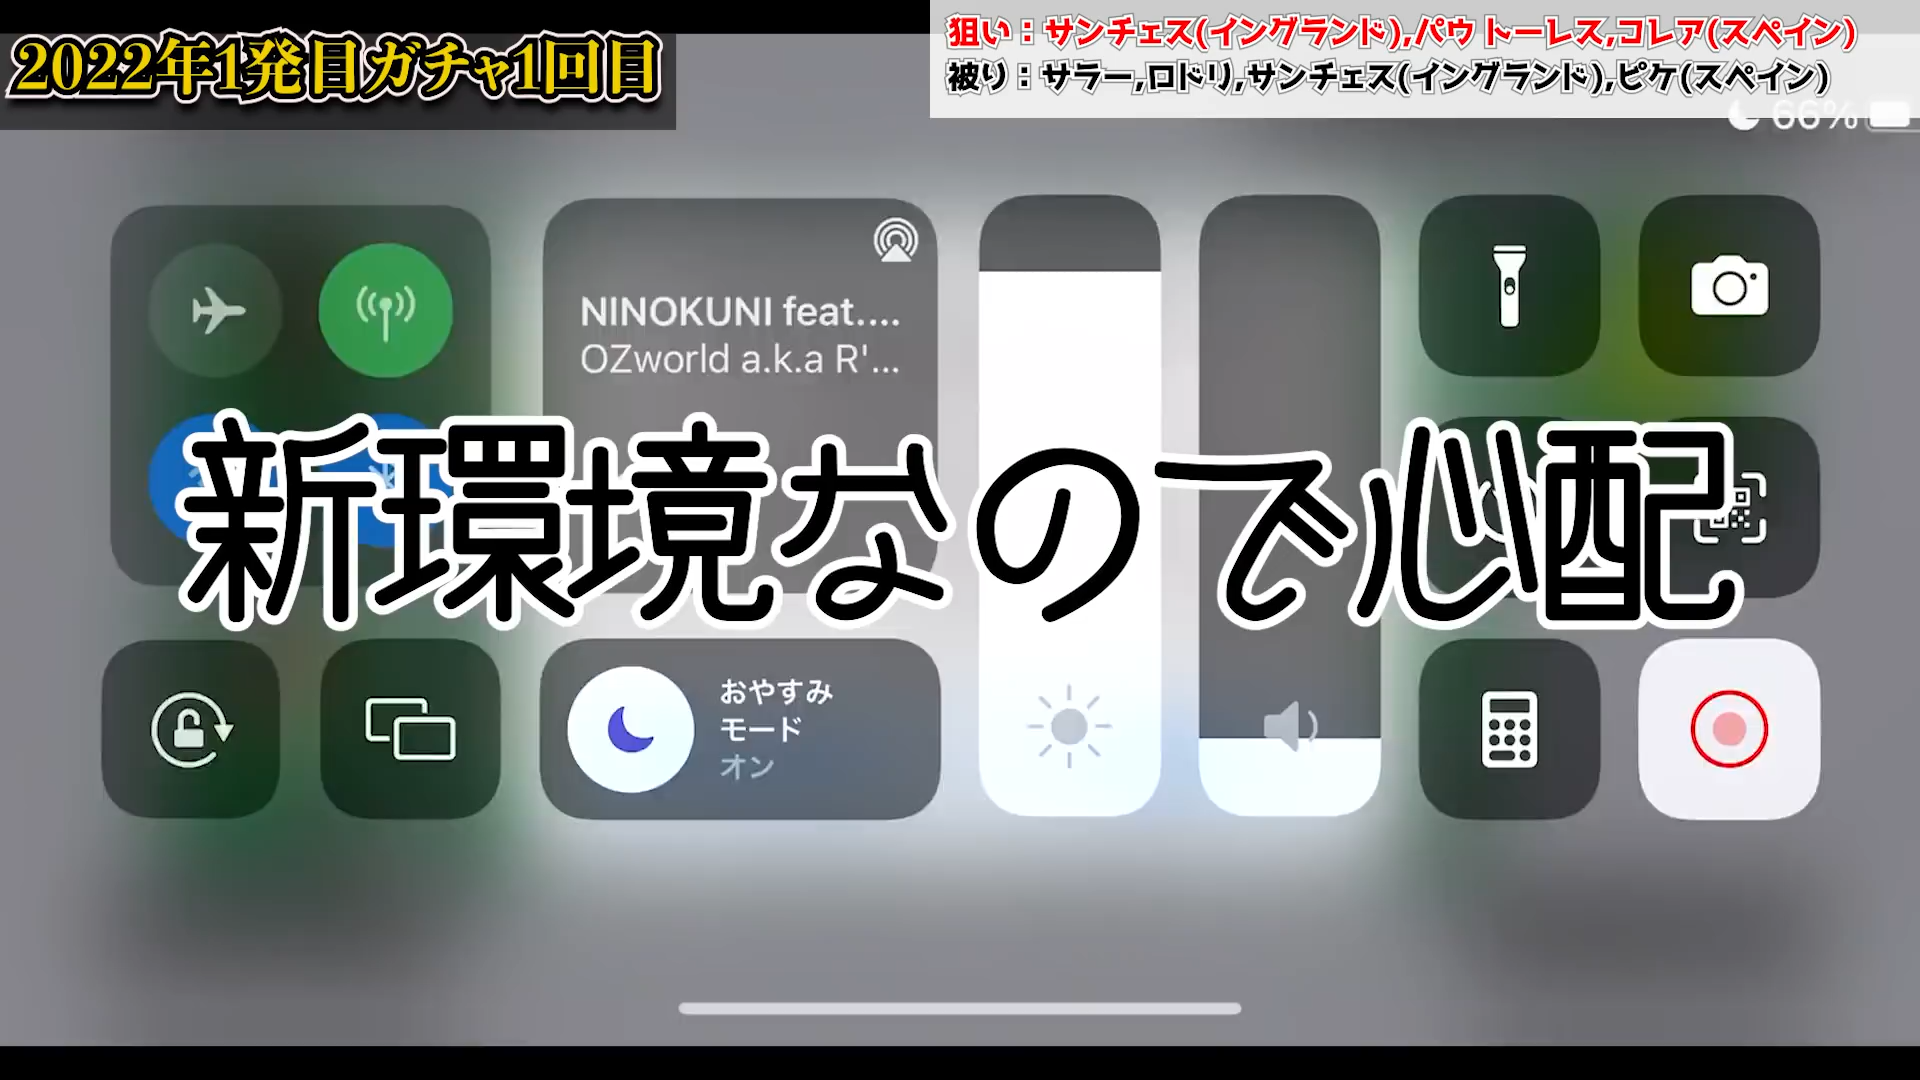 2022年1発目ガチャ1回目
狙い：サンチェス(イングランド),パウ トーレス,コレア(スペイン)
被り：サラー,ロドリ,サンチェス(イングランド),ピケ(スペイン)
66%
NINOKUNI feat....
OZworld a.k.a R'...
新環境なので心配
おやすみ
モード
オン